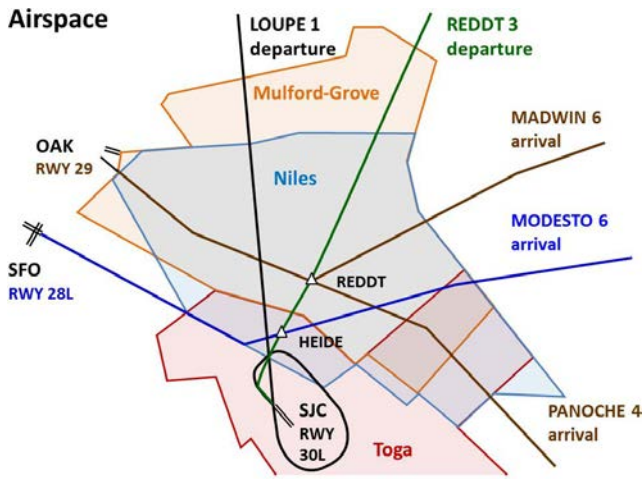 Airspace
LOUPE 1
departure
REDDT 3
departure
Mulford-Grove
OAK
RWY 29
MADWIN 6
arrival
Niles
MODESTO 6
arrival
SFO
RWY 28L
REDDT
HEIDE
SJC
RWY
30L
Toga
PANOCHE 4
arrival